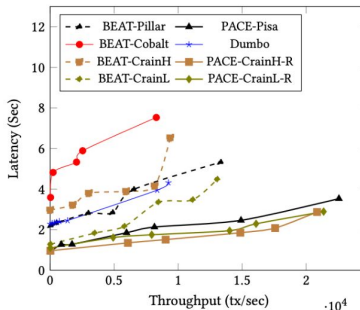 BEAT-Pillar PACE-Pisa
BEAT-Cobalt Dumbo
BEAT-CrainH PACE-CrainH-R
BEAT-CrainL PACE-CrainL-R
12
10
8
6
4
2
0
Latency (Sec)
0 0.5 1 1.5 2
Throughput (tx/sec) ·10⁴